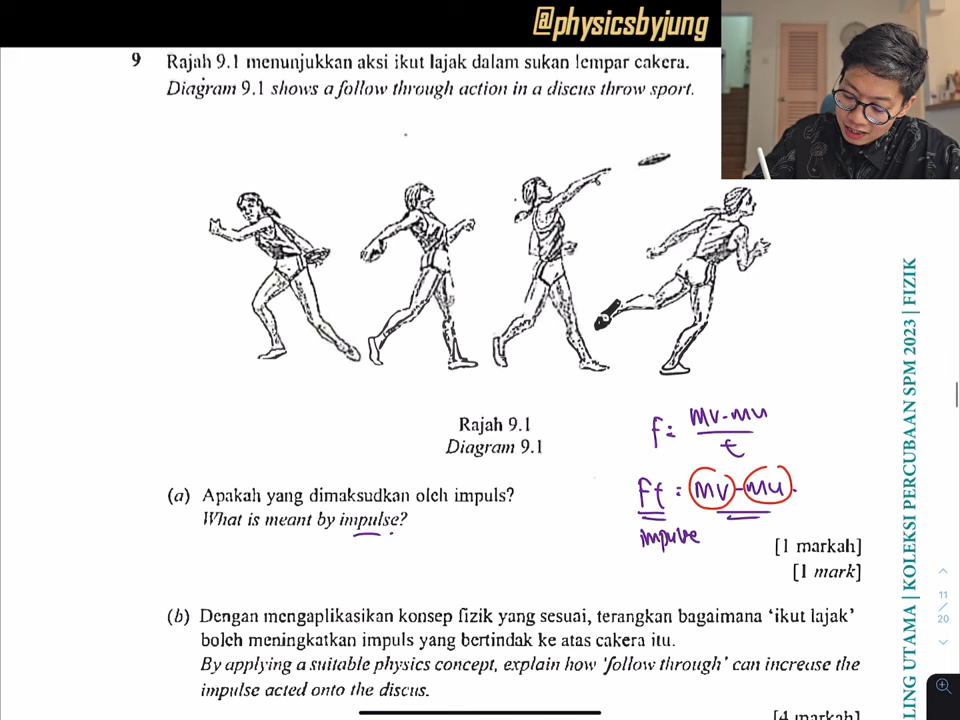 @physicsbyjung
9 Rajah 9.1 menunjukkan aksi ikut lajak dalam sukan lempar cakera.
Diagram 9.1 shows a follow through action in a discus throw sport.
Rajah 9.1
Diagram 9.1
F = mv-mu
t
Ft = mv-mu.
impulse
(a) Apakah yang dimaksudkan oleh impuls?
What is meant by impulse?
[1 markah]
[1 mark]
(b) Dengan mengaplikasikan konsep fizik yang sesuai, terangkan bagaimana ‘ikut lajak’
boleh meningkatkan impuls yang bertindak ke atas cakera itu.
By applying a suitable physics concept, explain how ‘follow through’ can increase the
impulse acted onto the discus.
[4 markah]
LING UTAMA | KOLEKSI PERCUBAAN SPM 2023 | FIZIK
11
20